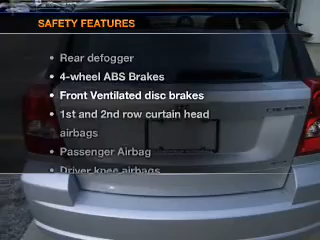 SAFETY FEATURES
• Rear defogger
• 4-wheel ABS Brakes
• Front Ventilated disc brakes
• 1st and 2nd row curtain head
airbags
• Passenger Airbag
• Driver knee airbags